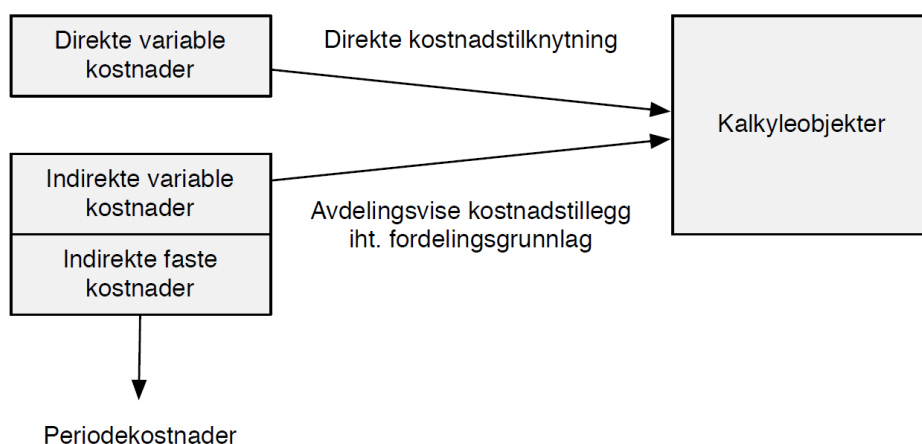 Direkte variable
kostnader
Direkte kostnadstilknytning
Kalkyleobjekter
Indirekte variable
kostnader
Avdelingsvise kostnadstillegg
iht. fordelingsgrunnlag
Indirekte faste
kostnader
Periodekostnader